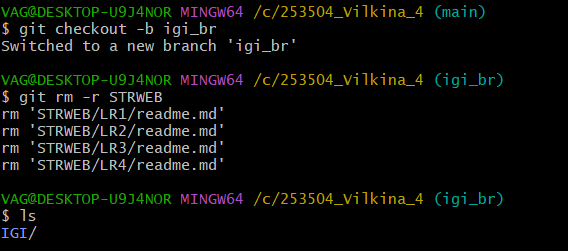 VAG@DESKTOP-U9J4NOR MINGW64 /c/253504_Vilkina_4 (main)
$ git checkout -b igi_br
Switched to a new branch 'igi_br'
VAG@DESKTOP-U9J4NOR MINGW64 /c/253504_Vilkina_4 (igi_br)
$ git rm -r STRWEB
rm 'STRWEB/LR1/readme.md'
rm 'STRWEB/LR2/readme.md'
rm 'STRWEB/LR3/readme.md'
rm 'STRWEB/LR4/readme.md'
VAG@DESKTOP-U9J4NOR MINGW64 /c/253504_Vilkina_4 (igi_br)
$ ls
IGI/